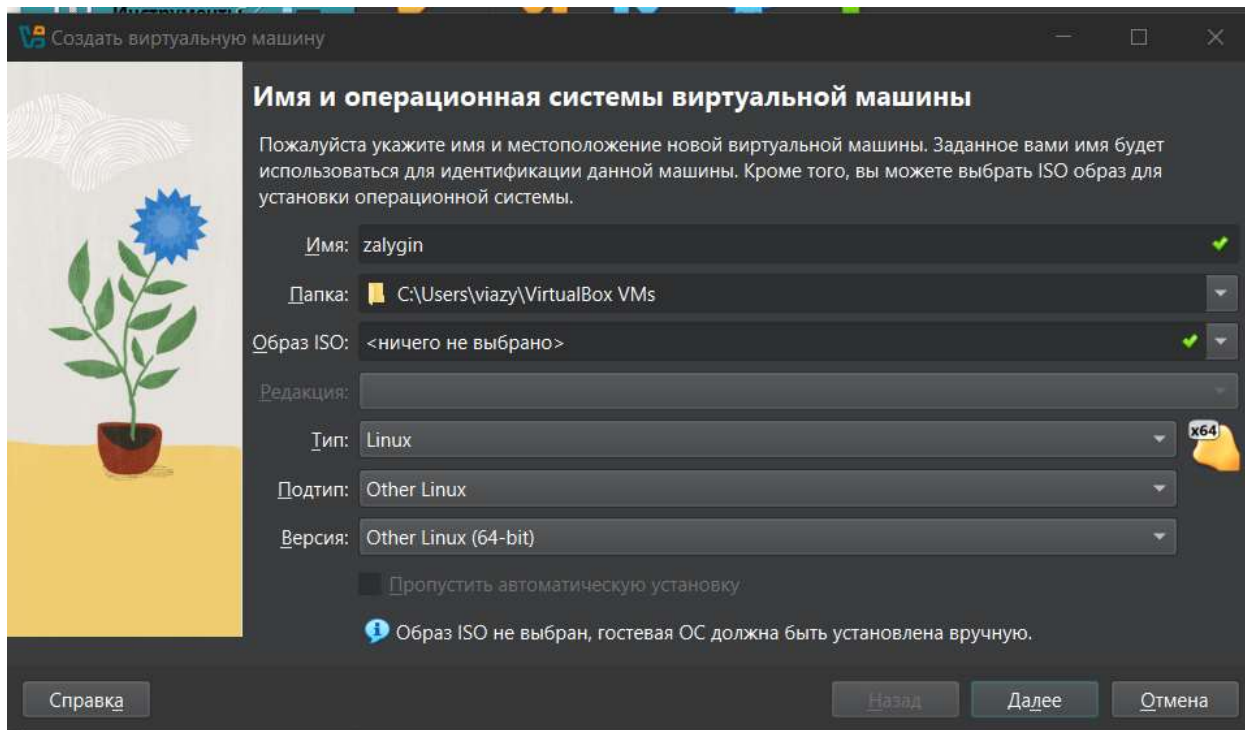 Инструменты
Создать виртуальную машину
Имя и операционная системы виртуальной машины
Пожалуйста укажите имя и местоположение новой виртуальной машины. Заданное вами имя будет
использоваться для идентификации данной машины. Кроме того, вы можете выбрать ISO образ для
установки операционной системы.
Имя: zalygin
Папка: C:\Users\viazy\VirtualBox VMs
Образ ISO: <ничего не выбрано>
Редакция:
Тип: Linux
x64
Подтип: Other Linux
Версия: Other Linux (64-bit)
Пропустить автоматическую установку
Образ ISO не выбран, гостевая ОС должна быть установлена вручную.
Справка Назад Далее Отмена